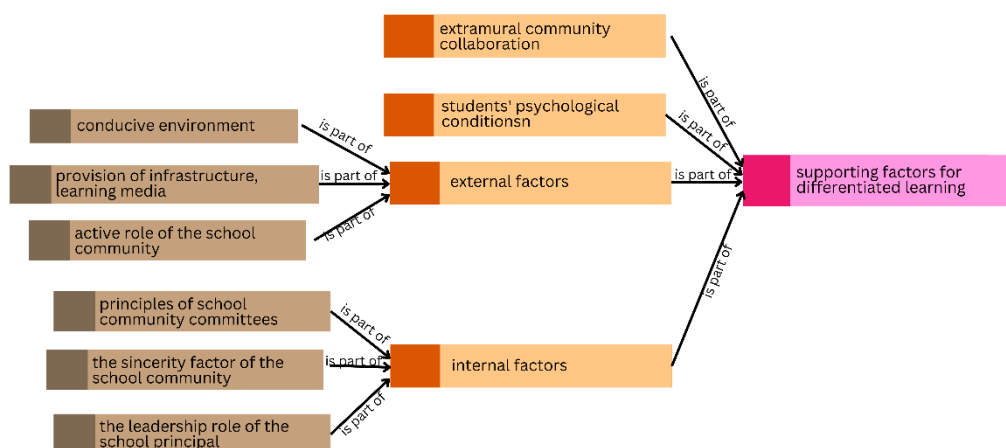 extramural community
collaboration
is part of
students' psychological
conditionsn
is part of
conducive environment
is part of
provision of infrastructure,
learning media
is part of
external factors
is part of
supporting factors for
differentiated learning
active role of the school
community
is part of
principles of school
community committees
is part of
is part of
the sincerity factor of the
school community
is part of
internal factors
the leadership role of the
school principal
is part of